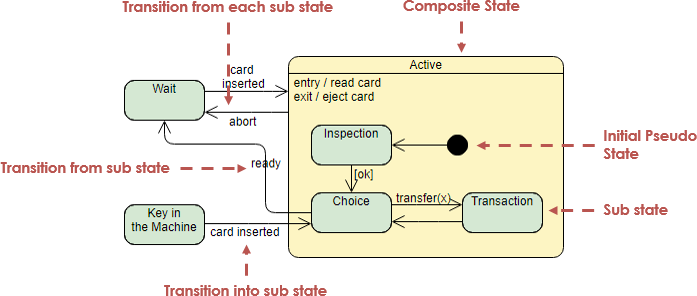 Transition from each sub state
Composite State
Active
card
inserted
entry / read card
exit / eject card
Wait
abort
Inspection
Initial Pseudo
State
Transition from sub state
ready
[ok]
Choice
transfer(x)
Transaction
Sub state
Key in
the Machine
card inserted
Transition into sub state